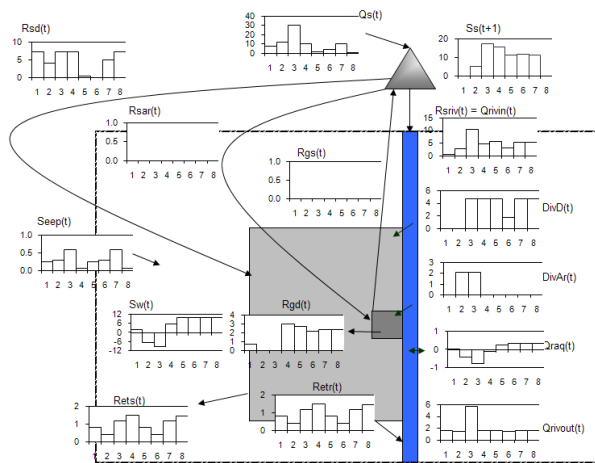 Qs(t)
30
20
10
0
1 2 3 4 5 6 7 8
Rsd(t)
10
5
0
1 2 3 4 5 6 7 8
Ss(t+1)
20
10
0
1 2 3 4 5 6 7 8
Rsar(t)
1.0
0.5
0.0
1 2 3 4 5 6 7 8
Rsriv(t) = Qrivin(t)
15
10
5
0
1 2 3 4 5 6 7 8
Rgs(t)
1.0
0.5
0.0
1 2 3 4 5 6 7 8
DivD(t)
6
4
2
0
1 2 3 4 5 6 7 8
Seep(t)
1.0
0.5
0.0
1 2 3 4 5 6 7 8
DivAr(t)
3
2
1
0
1 2 3 4 5 6 7 8
Sw(t)
12
6
0
-6
-12
1 2 3 4 5 6 7 8
Rgd(t)
4
3
2
1
0
1 2 3 4 5 6 7 8
Qraq(t)
1
0
-1
1 2 3 4 5 6 7 8
Rets(t)
2
1
0
1 2 3 4 5 6 7 8
Retr(t)
2
1
0
1 2 3 4 5 6 7 8
Qrivout(t)
6
4
2
0
1 2 3 4 5 6 7 8